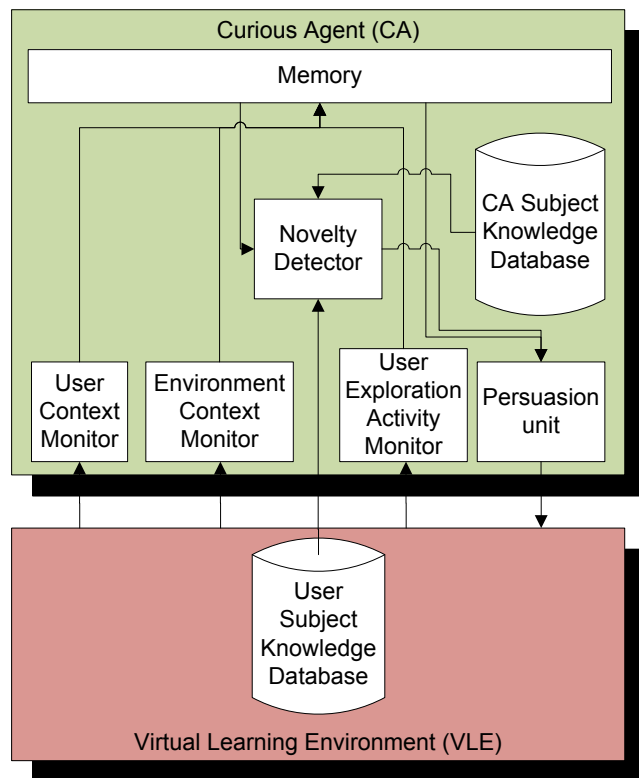 Curious Agent (CA)
Memory
CA Subject
Knowledge
Database
Novelty
Detector
User
Context
Monitor
Environment
Context
Monitor
User
Exploration
Activity
Monitor
Persuasion
unit
User
Subject
Knowledge
Database
Virtual Learning Environment (VLE)